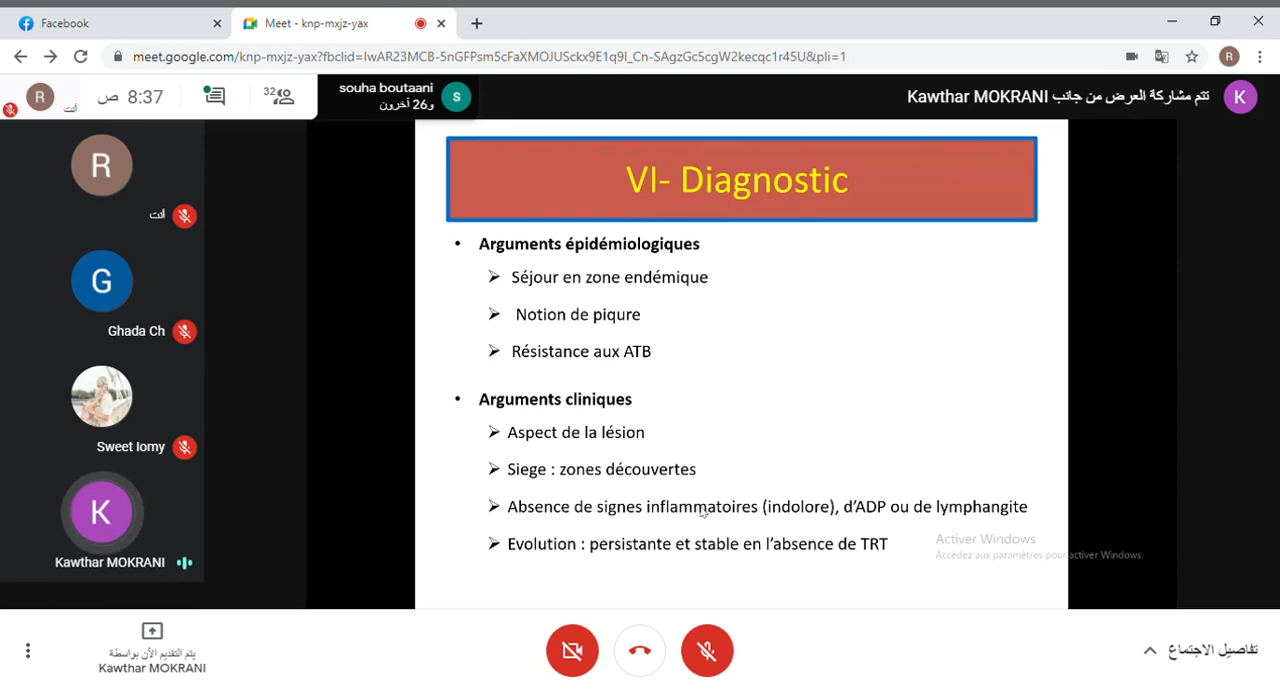 Facebook
Meet - knp-mxjz-yax
meet.google.com/knp-mxjz-yax?fbclid=IwAR23MCB-5nGFPsm5cFaXMOJUSckx9E1q9I_Cn-SAgzGc5cgW2kecqc1r45U&pli=1
R
R
أنت
8:37 ص
32
souha boutaani
و26 آخرون
S
تتم مشاركة العرض من جانب Kawthar MOKRANI
K
R
أنت
G
Ghada Ch
Sweet Iomy
K
Kawthar MOKRANI
VI- Diagnostic
• Arguments épidémiologiques
➢ Séjour en zone endémique
➢ Notion de piqure
➢ Résistance aux ATB
• Arguments cliniques
➢ Aspect de la lésion
➢ Siege : zones découvertes
➢ Absence de signes inflammatoires (indolore), d’ADP ou de lymphangite
➢ Evolution : persistante et stable en l’absence de TRT
Activer Windows
Accédez aux paramètres pour activer Windows.
يتم التقديم الآن بواسطة
Kawthar MOKRANI
تفاصيل الاجتماع